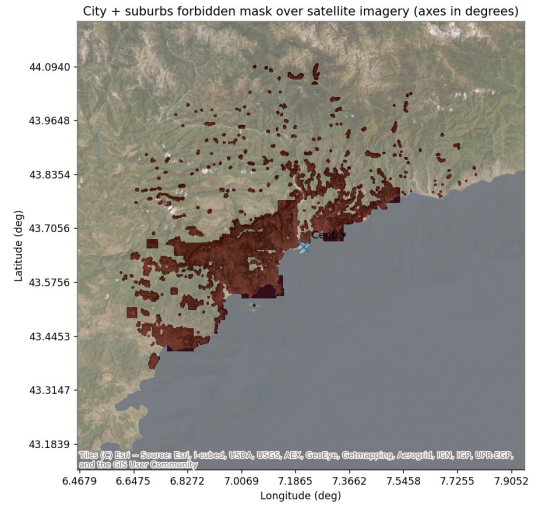 City + suburbs forbidden mask over satellite imagery (axes in degrees)
44.0940
43.9648
43.8354
43.7056
43.5756
43.4453
43.3147
43.1839
Latitude (deg)
Center
Tiles (C) Esri -- Source: Esri, i-cubed, USDA, USGS, AEX, GeoEye, Getmapping, Aerogrid, IGN, IGP, UPR-EGP,
and the GIS User Community
6.4679 6.6475 6.8272 7.0069 7.1865 7.3662 7.5458 7.7255 7.9052
Longitude (deg)